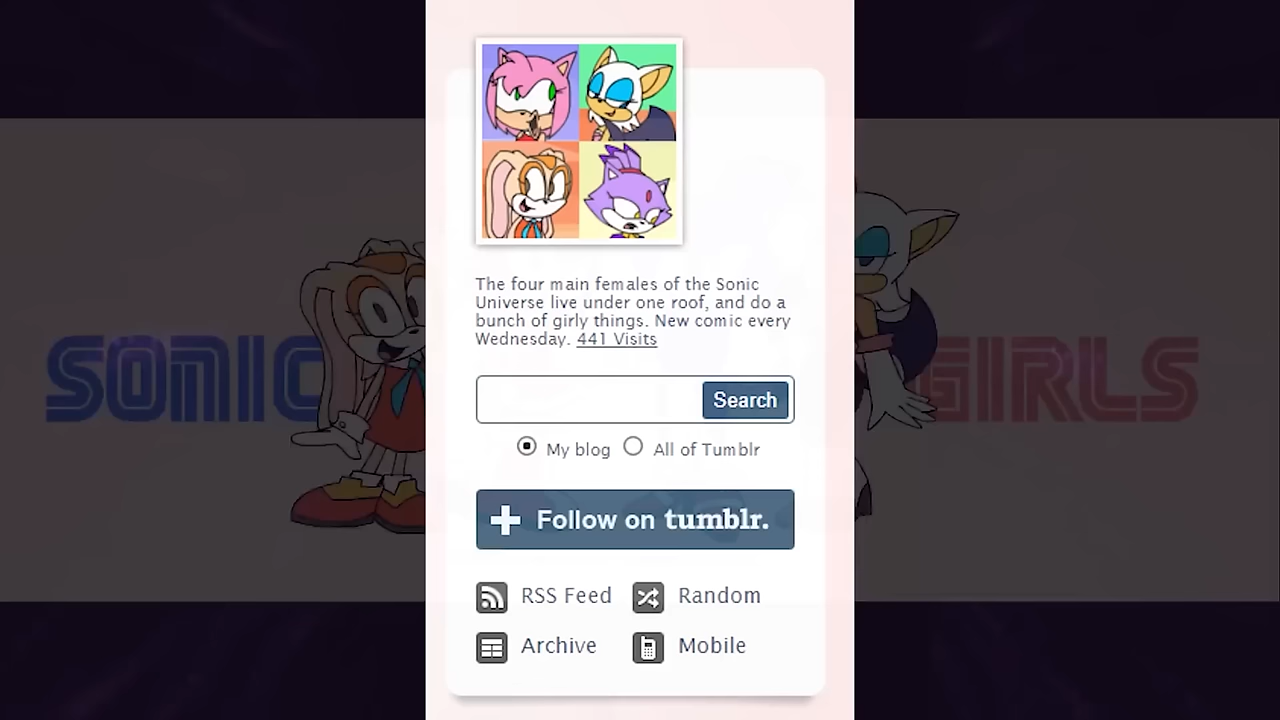 The four main females of the Sonic
Universe live under one roof, and do a
bunch of girly things. New comic every
Wednesday. 441 Visits
SONIC GIRLS
Search
My blog All of Tumblr
Follow on tumblr.
RSS Feed Random
Archive Mobile